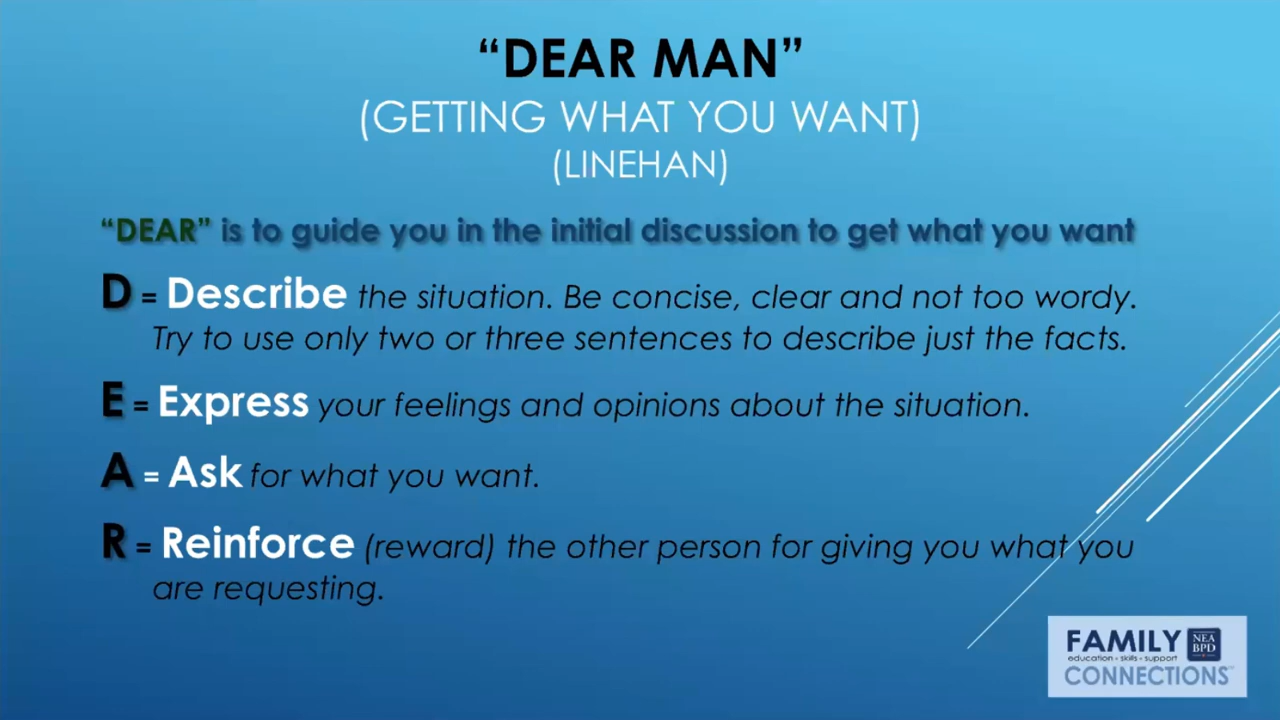 “DEAR MAN”
(GETTING WHAT YOU WANT)
(LINEHAN)
“DEAR” is to guide you in the initial discussion to get what you want
D = Describe the situation. Be concise, clear and not too wordy.
Try to use only two or three sentences to describe just the facts.
E = Express your feelings and opinions about the situation.
A = Ask for what you want.
R = Reinforce (reward) the other person for giving you what you
are requesting.
FAMILY NEA
education • skills • support BPD
CONNECTIONS™